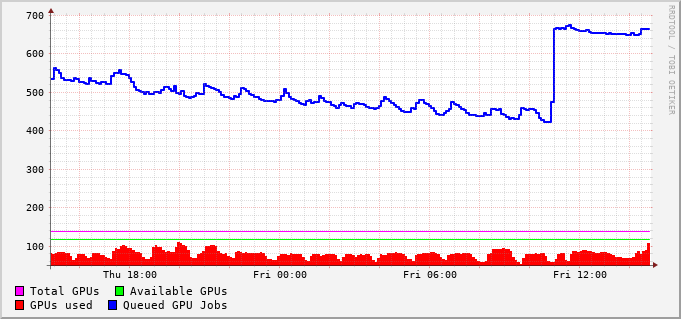 700
600
500
400
300
200
100
Thu 18:00 Fri 00:00 Fri 06:00 Fri 12:00
Total GPUs Available GPUs
GPUs used Queued GPU Jobs
RRDTOOL / TOBI OETIKER